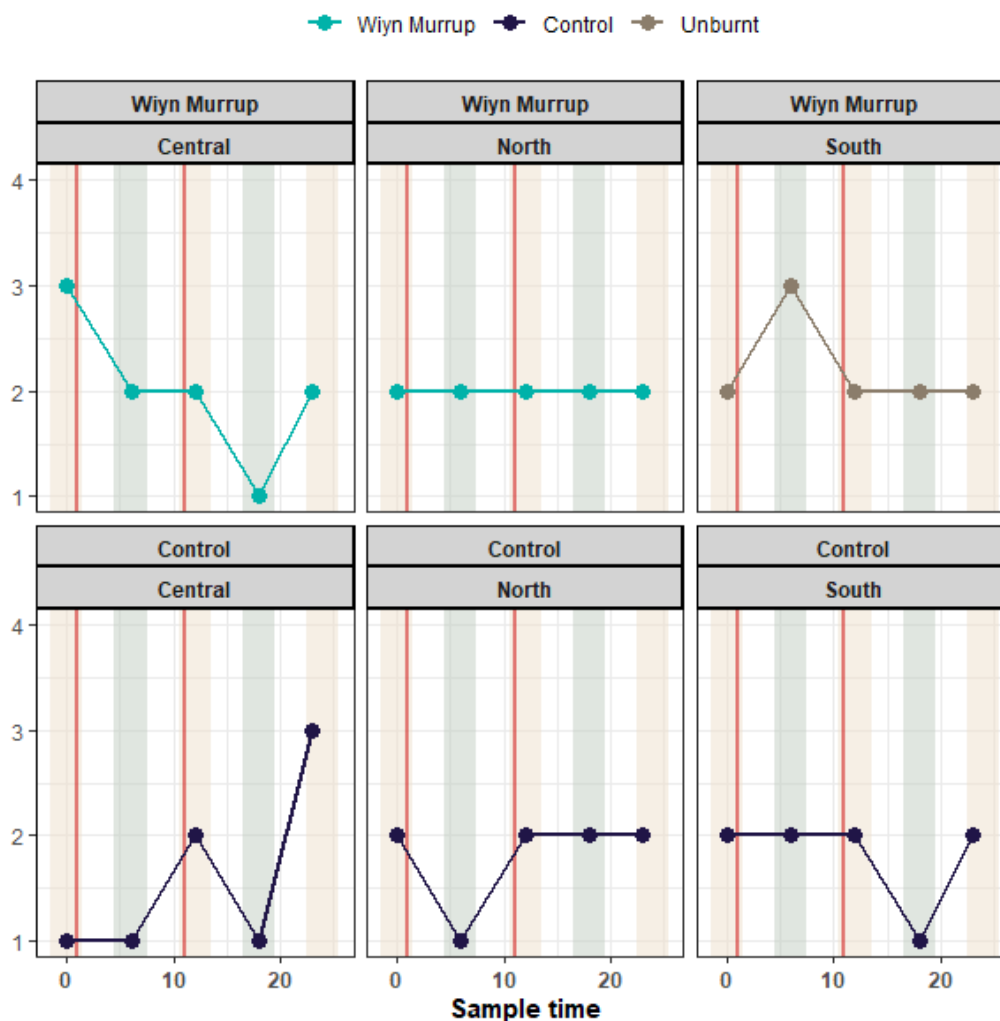 Wiyn Murrup Control Unburnt
Wiyn Murrup Wiyn Murrup Wiyn Murrup
Central North South
4
3
2
1
Control Control Control
Central North South
4
3
2
1
0 10 20 0 10 20 0 10 20
Sample time